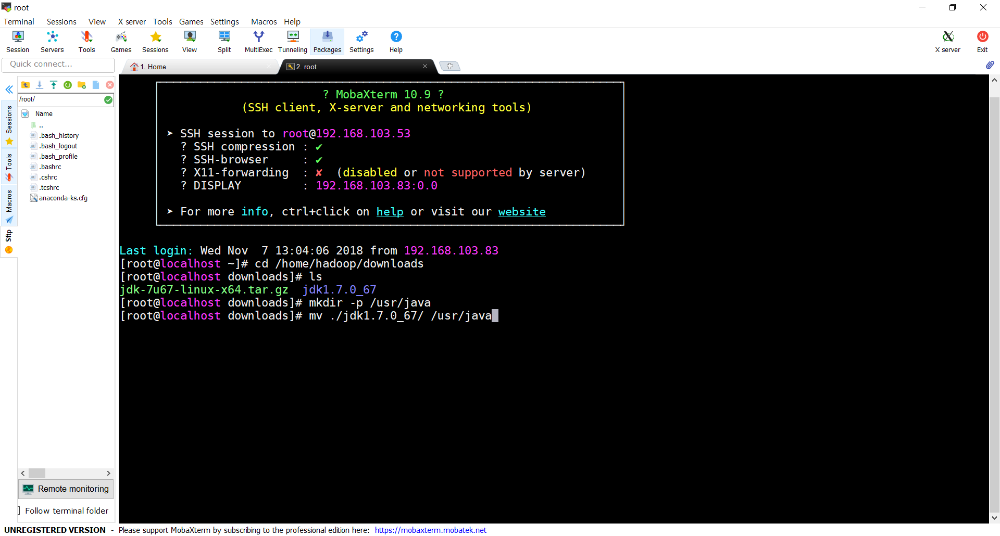 root
Terminal Sessions View X server Tools Games Settings Macros Help
Session Servers Tools Games Sessions View Split MultiExec Tunneling Packages Settings Help X server Exit
Quick connect...
1. Home
2. root
/root/
Name
..
.bash_history
.bash_logout
.bash_profile
.bashrc
.cshrc
.tcshrc
anaconda-ks.cfg
Sessions
Tools
Macros
Sftp
Remote monitoring
Follow terminal folder
? MobaXterm 10.9 ?
(SSH client, X-server and networking tools)
➤ SSH session to root@192.168.103.53
? SSH compression : ✔
? SSH-browser : ✔
? X11-forwarding : ✘ (disabled or not supported by server)
? DISPLAY : 192.168.103.83:0.0
➤ For more info, ctrl+click on help or visit our website
Last login: Wed Nov  7 13:04:06 2018 from 192.168.103.83
[root@localhost ~]# cd /home/hadoop/downloads
[root@localhost downloads]# ls
jdk-7u67-linux-x64.tar.gz  jdk1.7.0_67
[root@localhost downloads]# mkdir -p /usr/java
[root@localhost downloads]# mv ./jdk1.7.0_67/ /usr/java
UNREGISTERED VERSION - Please support MobaXterm by subscribing to the professional edition here: https://mobaxterm.mobatek.net